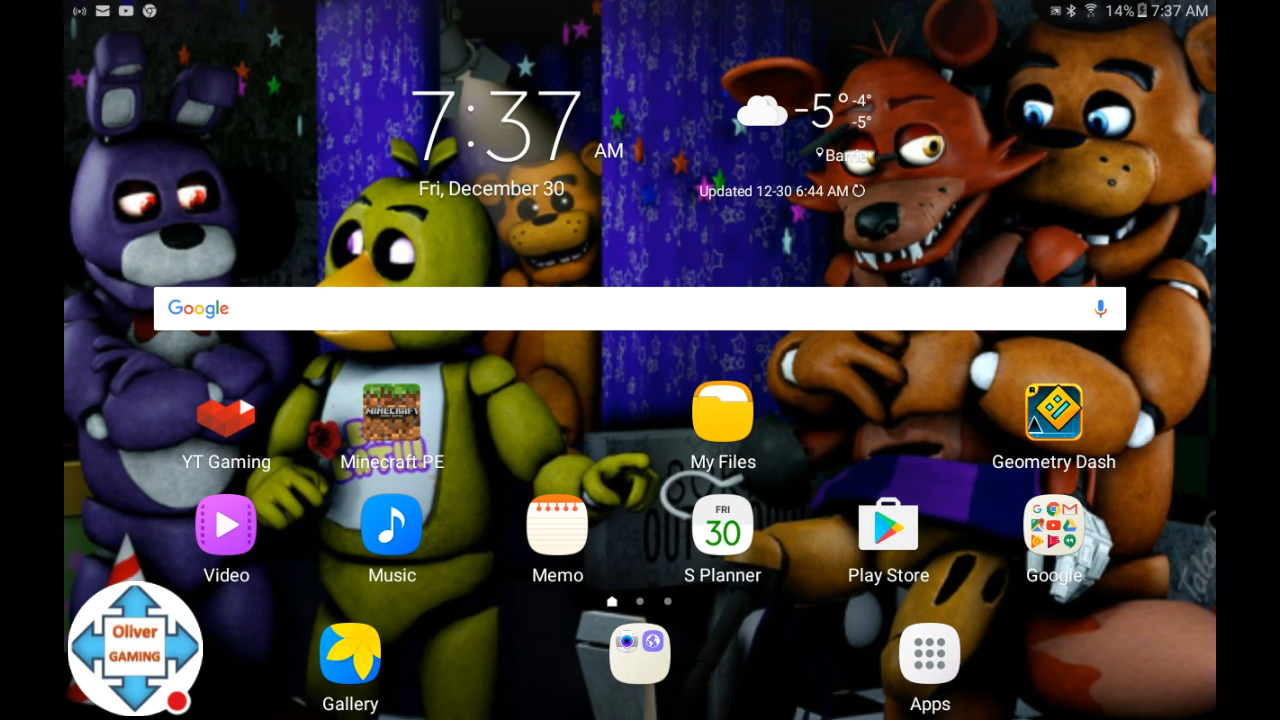 14% 7:37 AM
7:37 AM
Fri, December 30
-5° -4°
-5°
Barrie
Updated 12-30 6:44 AM
Google
YT Gaming
MINECRAFT
Minecraft PE
My Files
Geometry Dash
FRI
30
Video
Music
Memo
S Planner
Play Store
Google
OUT
Oliver
GAMING
Gallery
Apps